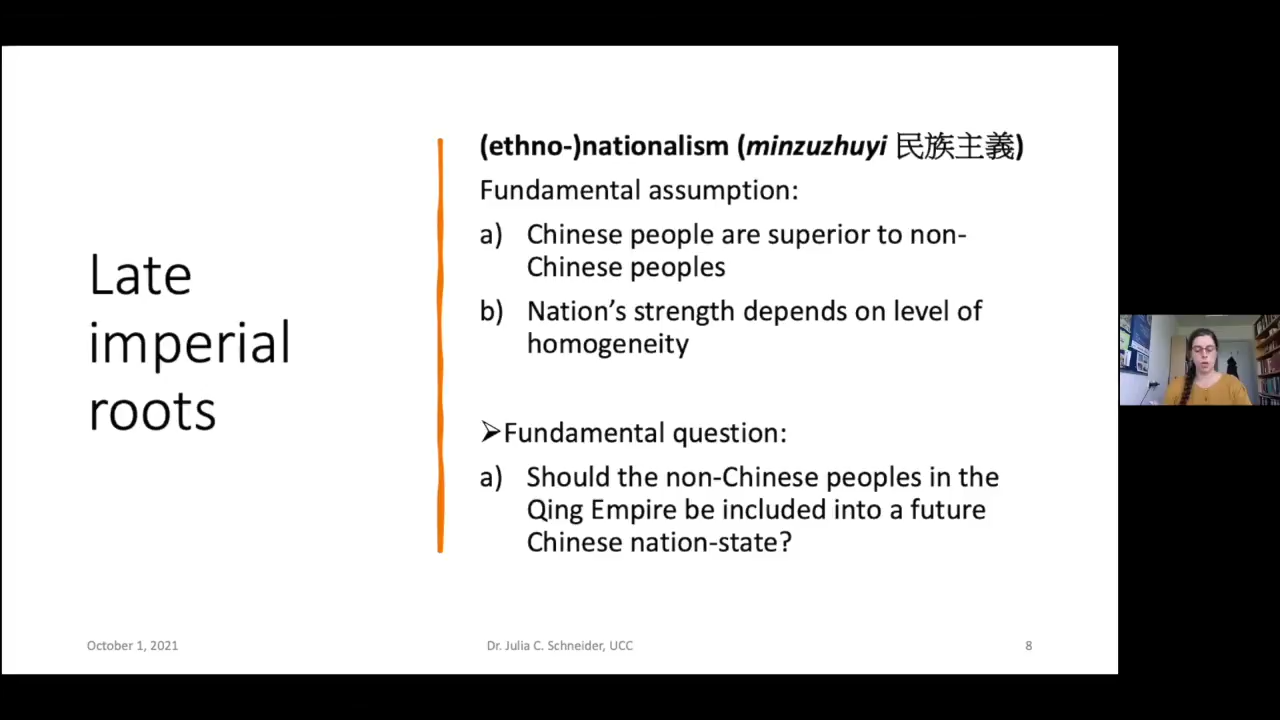 Late
imperial
roots
(ethno-)nationalism (minzuzhuyi 民族主義)
Fundamental assumption:
a) Chinese people are superior to non-
Chinese peoples
b) Nation’s strength depends on level of
homogeneity
➢Fundamental question:
a) Should the non-Chinese peoples in the
Qing Empire be included into a future
Chinese nation-state?
October 1, 2021
Dr. Julia C. Schneider, UCC
8